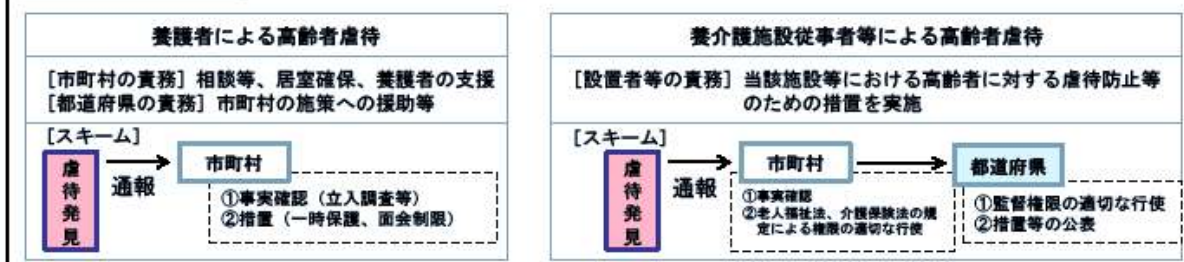 養護者による高齢者虐待
[市町村の責務] 相談等、居室確保、養護者の支援
[都道府県の責務] 市町村の施策への援助等
[スキーム]
虐待発見
通報
市町村
①事実確認（立入調査等）
②措置（一時保護、面会制限）
養介護施設従事者等による高齢者虐待
[設置者等の責務] 当該施設等における高齢者に対する虐待防止等
のための措置を実施
[スキーム]
虐待発見
通報
市町村
①事実確認
②老人福祉法、介護保険法の規
定による権限の適切な行使
都道府県
①監督権限の適切な行使
②措置等の公表